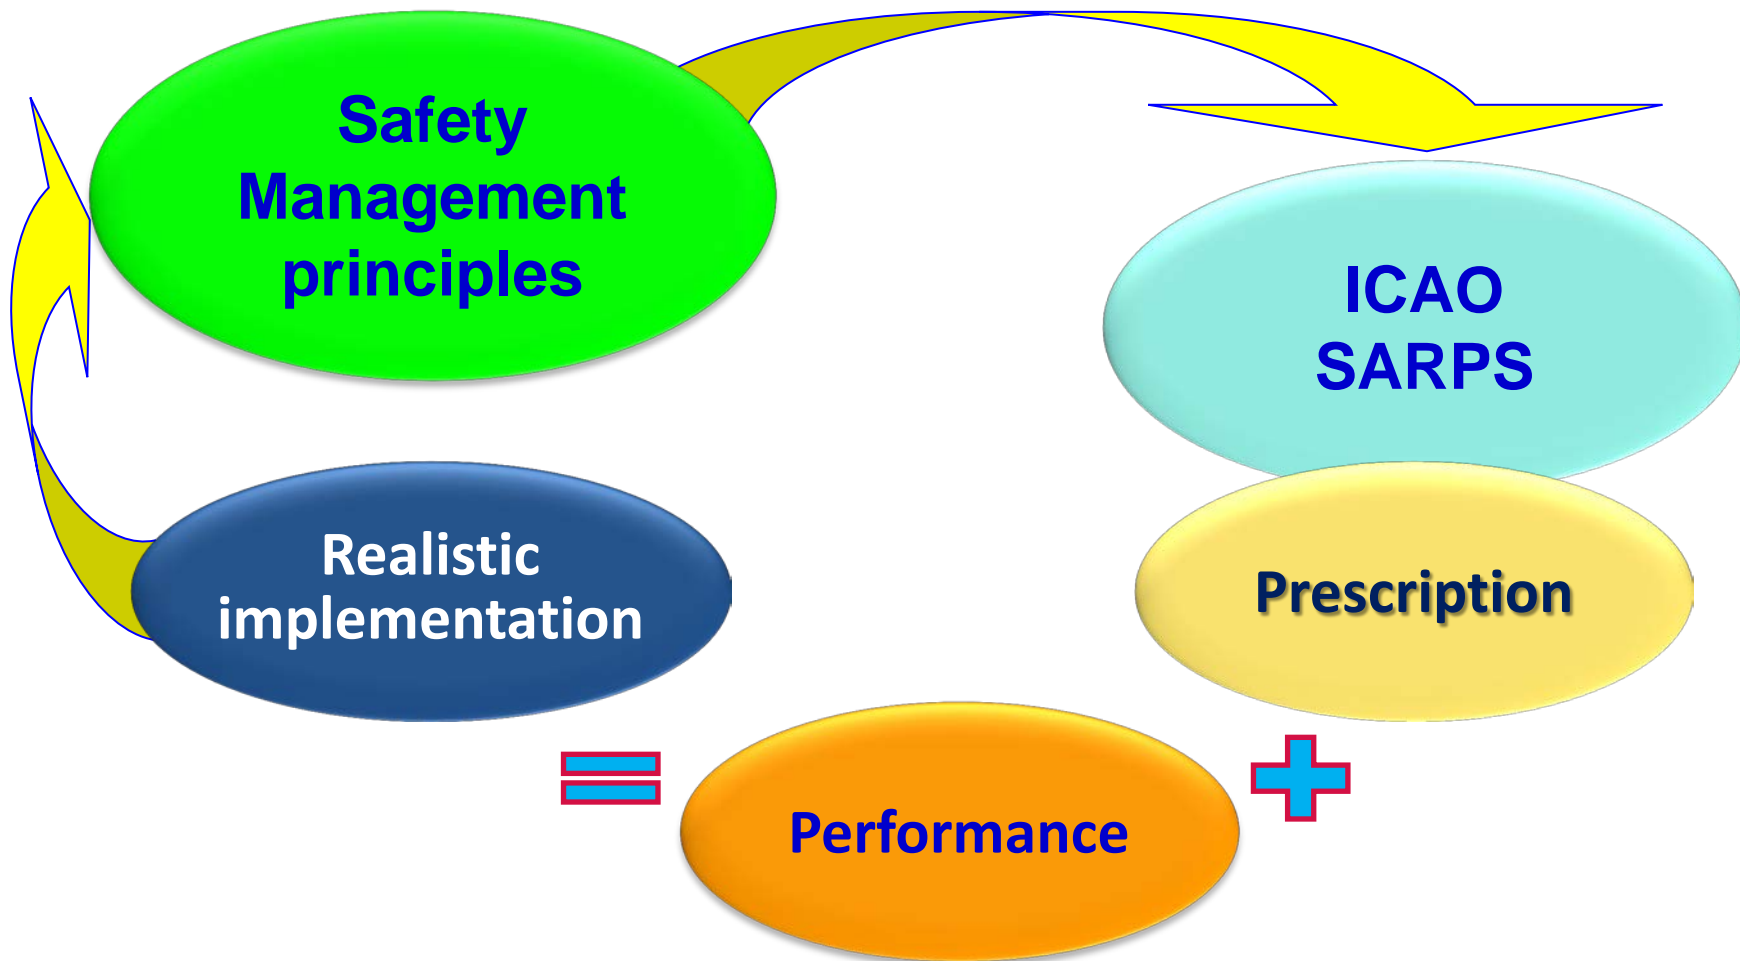 Safety
Management
principles
ICAO
SARPS
Realistic
implementation
Prescription
Performance